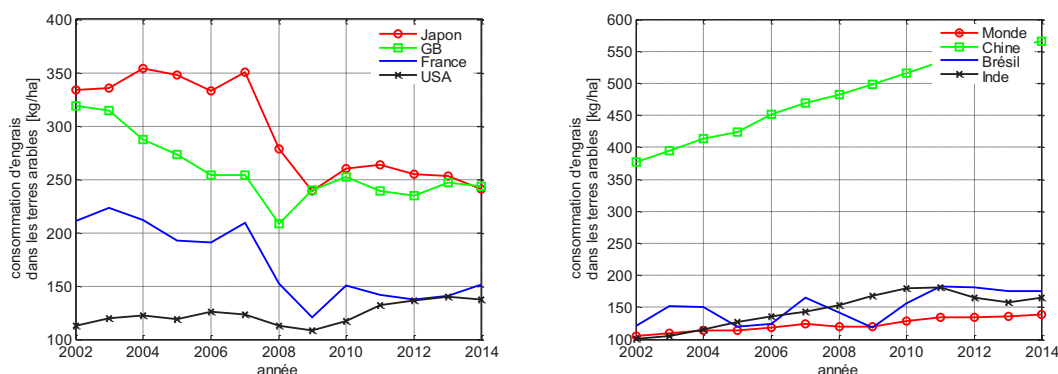 consommation d'engrais
dans les terres arables [kg/ha]
400
350
300
250
200
150
100
2002
2004
2006
2008
2010
2012
2014
année
Japon
GB
France
USA
consommation d'engrais
dans les terres arables [kg/ha]
600
550
500
450
400
350
300
250
200
150
100
2002
2004
2006
2008
2010
2012
2014
année
Monde
Chine
Brésil
Inde